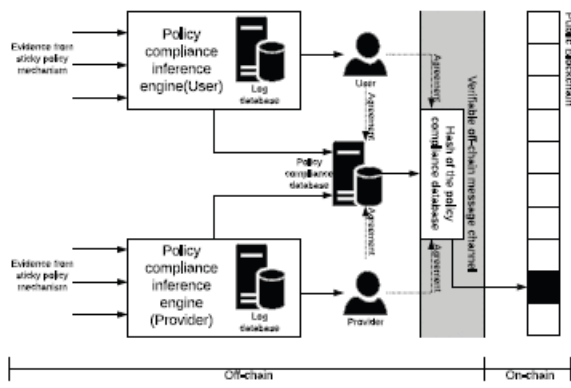 Evidence from
sticky policy
mechanism
Policy
compliance
inference
engine(User)
Log
database
User
Agreement
Agreement
Policy
compliance
database
Hash of the policy
compliance database
Verifiable off-chain message channel
Public Blockchain
Evidence from
sticky policy
mechanism
Policy
compliance
inference
engine
(Provider)
Log
database
Provider
Agreement
Agreement
Off-chain
On-chain